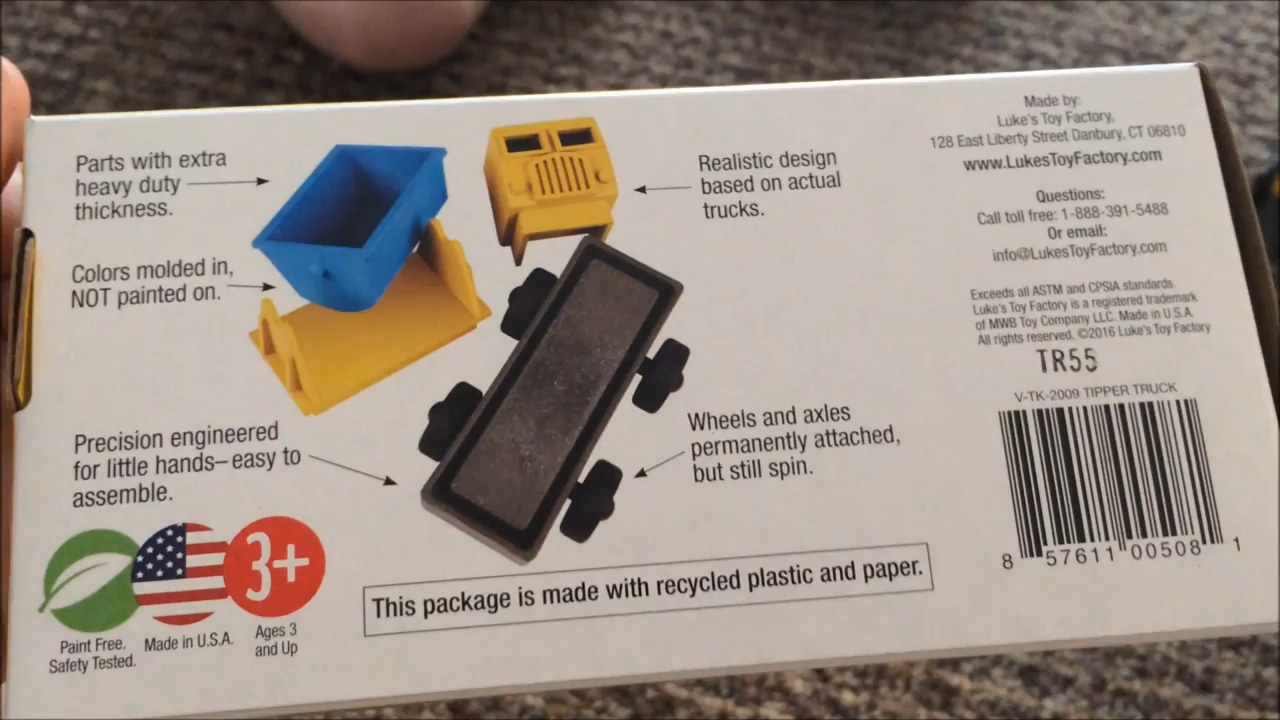 Parts with extra
heavy duty
thickness.
Colors molded in,
NOT painted on.
Precision engineered
for little hands–easy to
assemble.
Realistic design
based on actual
trucks.
Wheels and axles
permanently attached,
but still spin.
3+
Paint Free.
Safety Tested.
Made in U.S.A.
Ages 3
and Up
This package is made with recycled plastic and paper.
Made by:
Luke's Toy Factory,
128 East Liberty Street Danbury, CT 06810
www.LukesToyFactory.com
Questions:
Call toll free: 1-888-391-5488
Or email:
info@LukesToyFactory.com
Exceeds all ASTM and CPSIA standards.
Luke's Toy Factory is a registered trademark
of MWB Toy Company LLC. Made in U.S.A.
All rights reserved. ©2016 Luke's Toy Factory
TR55
V-TK-2009 TIPPER TRUCK
8 57611 00508 1